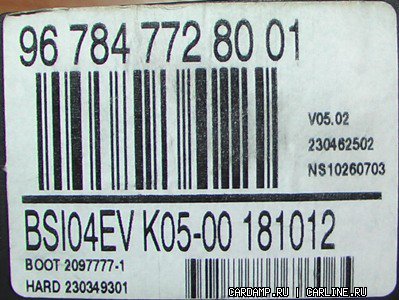 96 784 772 80 01
V05.02
230462502
NS10260703
BSI04EV K05-00 181012
BOOT 2097777-1
HARD 230349301
CARDAMP.RU | CARLINE.RU